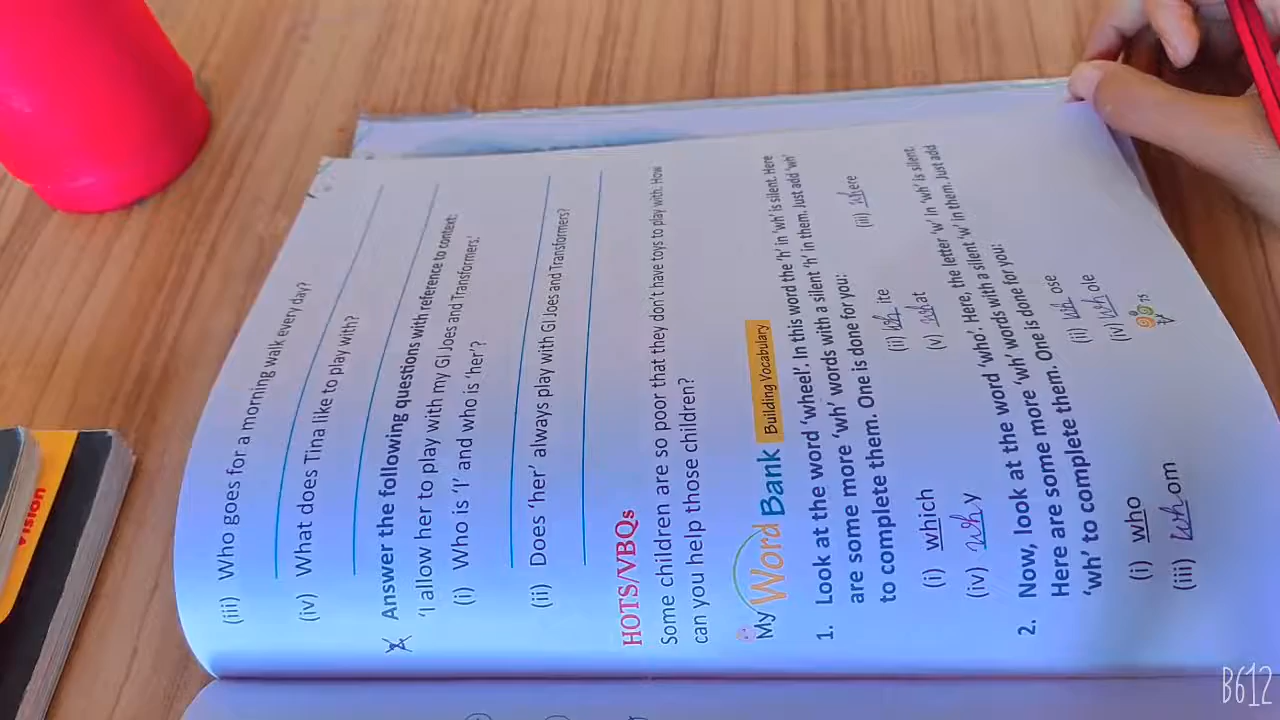 (iii) Who goes for a morning walk every day?
(iv) What does Tina like to play with?
Answer the following questions with reference to context:
'I allow her to play with my GI Joes and Transformers.'
(i) Who is 'I' and who is 'her'?
(ii) Does 'her' always play with GI Joes and Transformers?
HOTS/VBQs
Some children are so poor that they don't have toys to play with. How
can you help those children?
My Word Bank Building Vocabulary
1. Look at the word 'wheel'. In this word the 'h' in 'wh' is silent. Here
are some more 'wh' words with a silent 'h' in them. Just add 'wh'
to complete them. One is done for you:
(i) which (ii) white (iii) where
(iv) why (v) what
2. Now, look at the word 'who'. Here, the letter 'w' in 'wh' is silent.
Here are some more 'wh' words with a silent 'w' in them. Just add
'wh' to complete them. One is done for you:
(i) who (ii) whose
(iii) whom (iv) whole
75
vision
B612